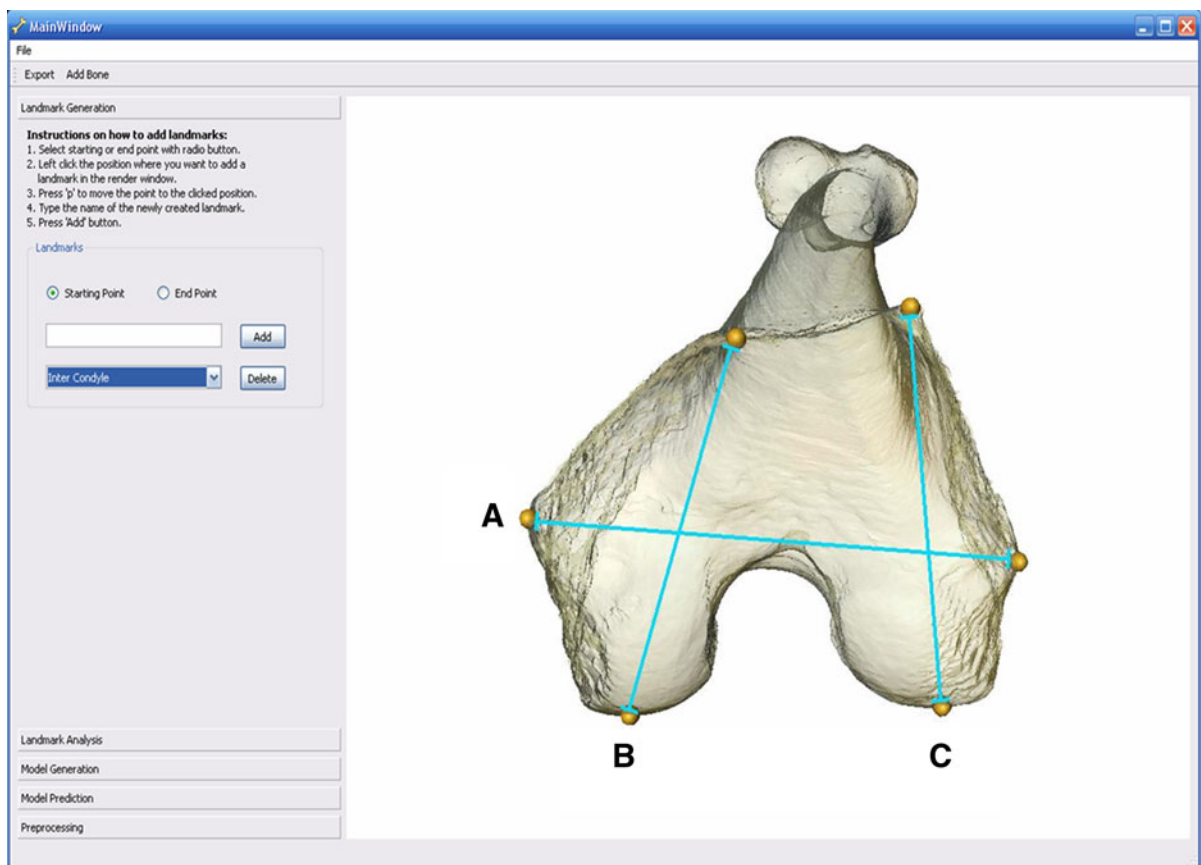 MainWindow
File
Export Add Bone
Landmark Generation
Instructions on how to add landmarks:
1. Select starting or end point with radio button.
2. Left click the position where you want to add a
landmark in the render window.
3. Press 'p' to move the point to the clicked position.
4. Type the name of the newly created landmark.
5. Press 'Add' button.
Landmarks
Starting Point End Point
Add
Inter Condyle Delete
A
B C
Landmark Analysis
Model Generation
Model Prediction
Preprocessing